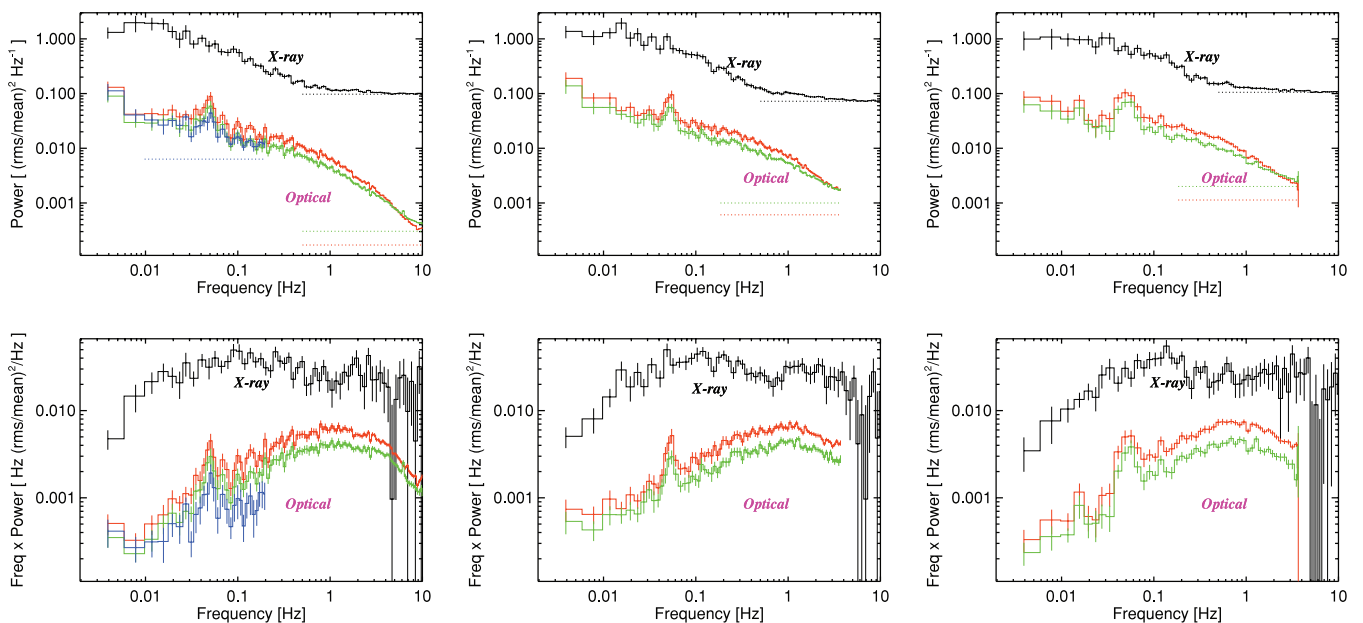 Power [ (rms/mean)² Hz⁻¹ ]
1.000
0.100
0.010
0.001
X-ray
Optical
0.01 0.1 1 10
Frequency [Hz]
Power [ (rms/mean)² Hz⁻¹ ]
1.000
0.100
0.010
0.001
X-ray
Optical
0.01 0.1 1 10
Frequency [Hz]
Power [ (rms/mean)² Hz⁻¹ ]
1.000
0.100
0.010
0.001
X-ray
Optical
0.01 0.1 1 10
Frequency [Hz]
Freq x Power [ Hz (rms/mean)²/Hz ]
0.010
0.001
X-ray
Optical
0.01 0.1 1 10
Frequency [Hz]
Freq x Power [ Hz (rms/mean)²/Hz ]
0.010
0.001
X-ray
Optical
0.01 0.1 1 10
Frequency [Hz]
Freq x Power [ Hz (rms/mean)²/Hz ]
0.010
0.001
X-ray
Optical
0.01 0.1 1 10
Frequency [Hz]